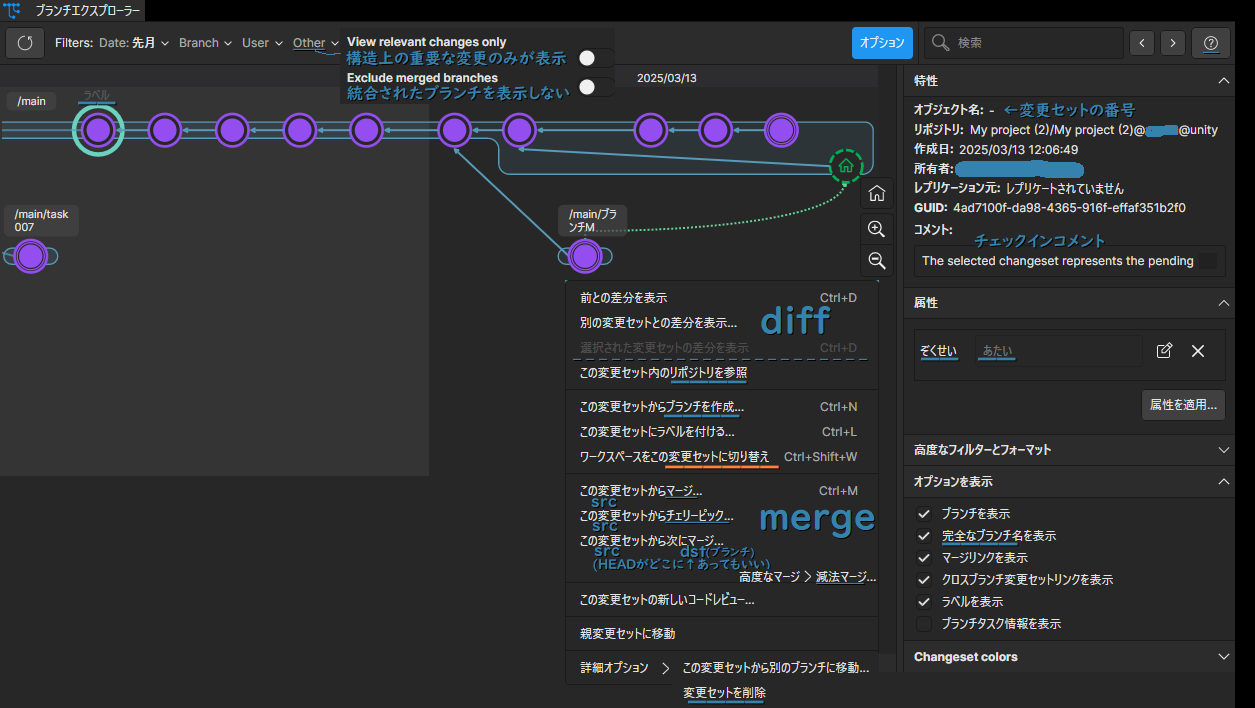 ブランチエクスプローラー
Filters: Date: 先月 Branch User Other
View relevant changes only
構造上の重要な変更のみが表示
Exclude merged branches
統合されたブランチを表示しない
オプション
検索
2025/03/13
/main
ラベル
/main/task
007
/main/ブラ
ンチM
前との差分を表示 Ctrl+D
別の変更セットとの差分を表示...
diff
選択された変更セットの差分を表示 Ctrl+D
この変更セット内のリポジトリを参照
この変更セットからブランチを作成... Ctrl+N
この変更セットにラベルを付ける... Ctrl+L
ワークスペースをこの変更セットに切り替え Ctrl+Shift+W
この変更セットからマージ... Ctrl+M
src
この変更セットからチェリーピック...
merge
src
この変更セットから次にマージ...
src dst(ブランチ)
(HEADがどこに↑あってもいい)
高度なマージ > 減法マージ...
この変更セットの新しいコードレビュー...
親変更セットに移動
詳細オプション > この変更セットから別のブランチに移動...
変更セットを削除
特性
オブジェクト名: - ←変更セットの番号
リポジトリ: My project (2)/My project (2)@ @unity
作成日: 2025/03/13 12:06:49
所有者:
レプリケーション元: レプリケートされていません
GUID: 4ad7100f-da98-4365-916f-effaf351b2f0
コメント:
チェックインコメント
The selected changeset represents the pending
属性
ぞくせい あたい
属性を適用...
高度なフィルターとフォーマット
オプションを表示
ブランチを表示
完全なブランチ名を表示
マージリンクを表示
クロスブランチ変更セットリンクを表示
ラベルを表示
ブランチタスク情報を表示
Changeset colors